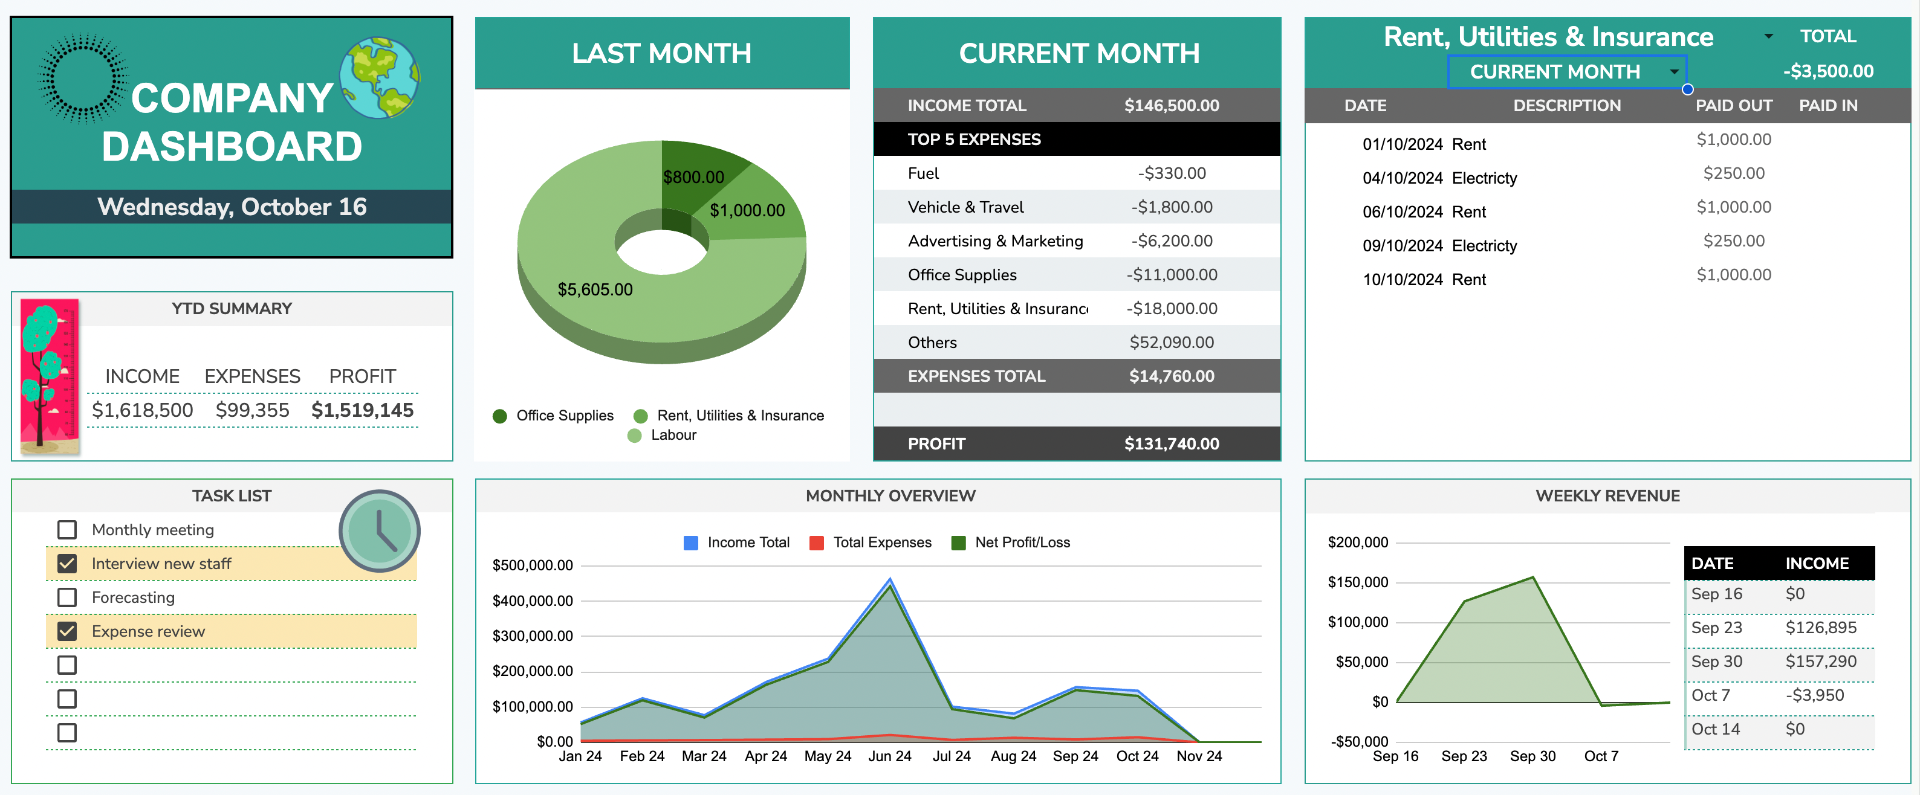 COMPANY
DASHBOARD
Wednesday, October 16
YTD SUMMARY
INCOME EXPENSES PROFIT
$1,618,500 $99,355 $1,519,145
TASK LIST
Monthly meeting
Interview new staff
Forecasting
Expense review
LAST MONTH
$800.00
$1,000.00
$5,605.00
Office Supplies Rent, Utilities & Insurance
Labour
CURRENT MONTH
INCOME TOTAL $146,500.00
TOP 5 EXPENSES
Fuel -$330.00
Vehicle & Travel -$1,800.00
Advertising & Marketing -$6,200.00
Office Supplies -$11,000.00
Rent, Utilities & Insuranc -$18,000.00
Others $52,090.00
EXPENSES TOTAL $14,760.00
PROFIT $131,740.00
Rent, Utilities & Insurance TOTAL
CURRENT MONTH -$3,500.00
DATE DESCRIPTION PAID OUT PAID IN
01/10/2024 Rent $1,000.00
04/10/2024 Electricty $250.00
06/10/2024 Rent $1,000.00
09/10/2024 Electricty $250.00
10/10/2024 Rent $1,000.00
MONTHLY OVERVIEW
Income Total Total Expenses Net Profit/Loss
$500,000.00
$400,000.00
$300,000.00
$200,000.00
$100,000.00
$0.00
Jan 24 Feb 24 Mar 24 Apr 24 May 24 Jun 24 Jul 24 Aug 24 Sep 24 Oct 24 Nov 24
WEEKLY REVENUE
$200,000
$150,000
$100,000
$50,000
$0
-$50,000
Sep 16 Sep 23 Sep 30 Oct 7
DATE INCOME
Sep 16 $0
Sep 23 $126,895
Sep 30 $157,290
Oct 7 -$3,950
Oct 14 $0